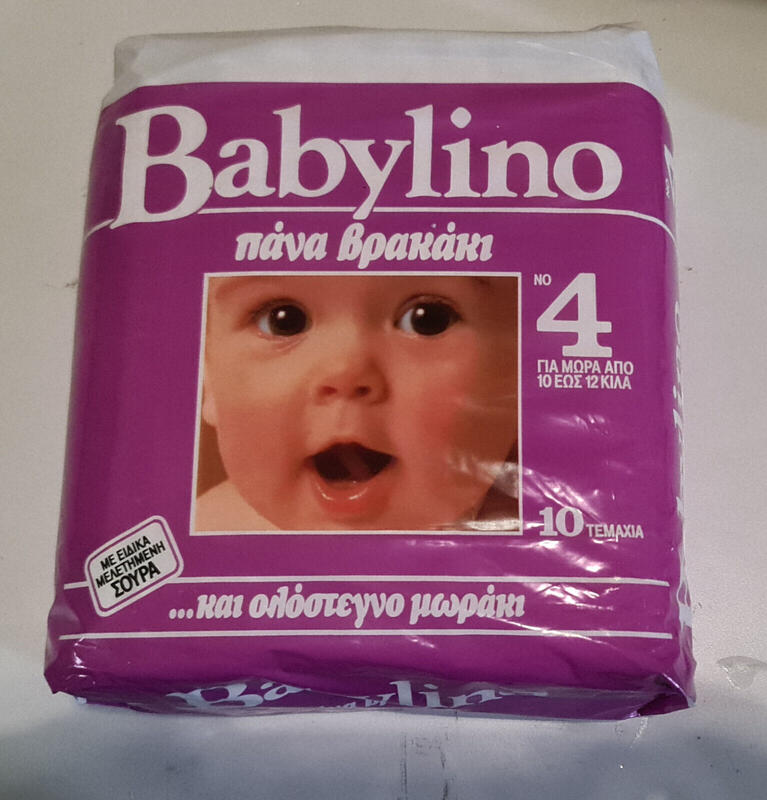 Babylino
πάνα βρακάκι
NO
4
ΓΙΑ ΜΩΡΑ ΑΠΟ
10 ΕΩΣ 12 ΚΙΛΑ
10 ΤΕΜΑΧΙΑ
ΜΕ ΕΙΔΙΚΑ
ΜΕΛΕΤΗΜΕΝΗ
ΣΟΥΡΑ
...και ολόστεγνο μωράκι
Babylino